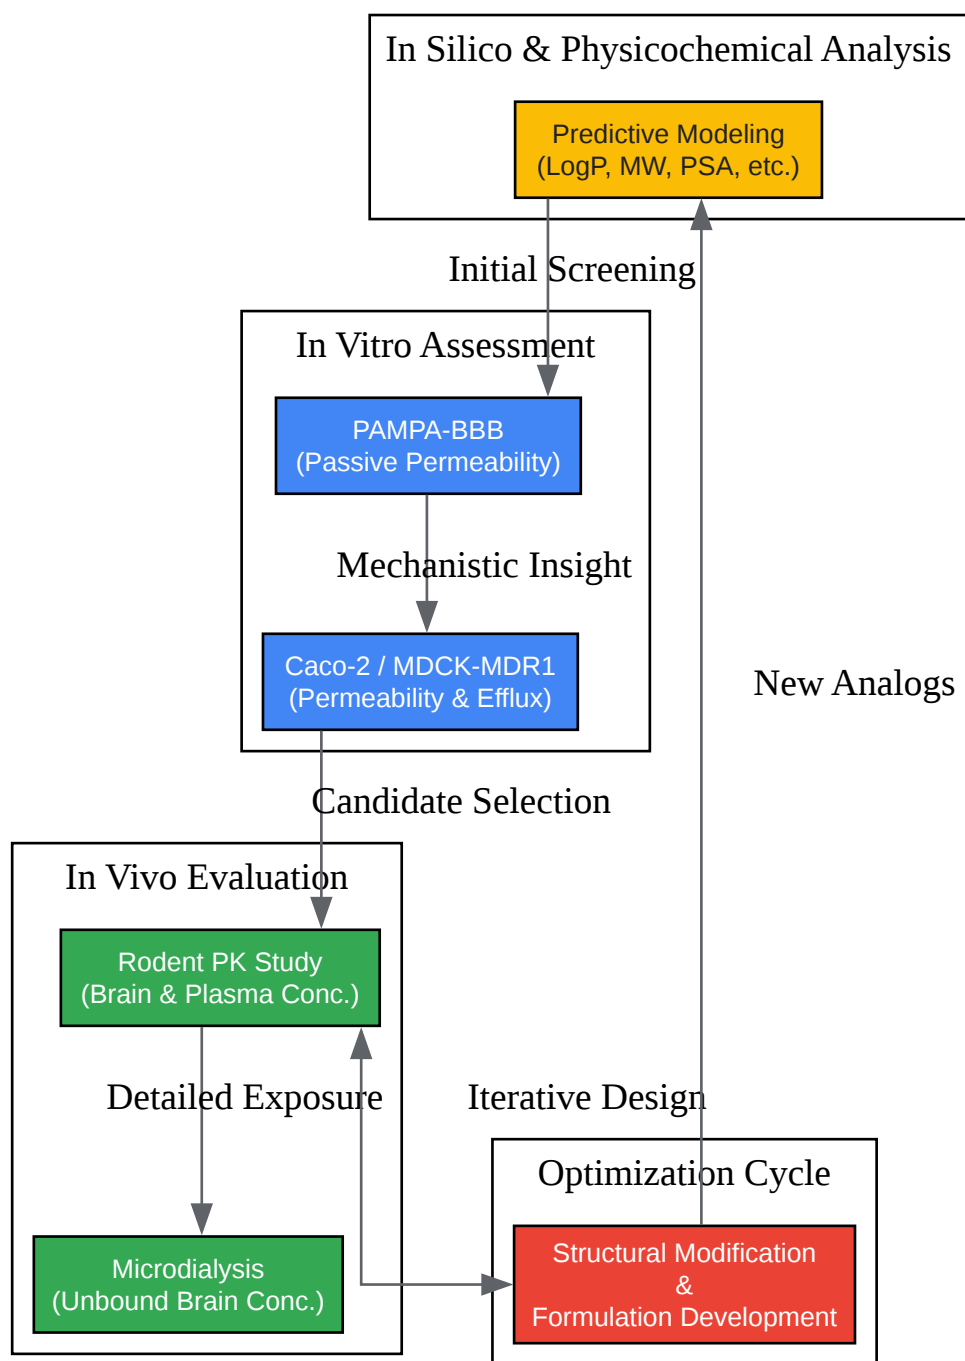 In Silico & Physicochemical Analysis
Predictive Modeling
(LogP, MW, PSA, etc.)
Initial Screening
In Vitro Assessment
PAMPA-BBB
(Passive Permeability)
Mechanistic Insight
Caco-2 / MDCK-MDR1
(Permeability & Efflux)
New Analogs
Candidate Selection
In Vivo Evaluation
Rodent PK Study
(Brain & Plasma Conc.)
Detailed Exposure
Iterative Design
Optimization Cycle
Microdialysis
(Unbound Brain Conc.)
Structural Modification
&
Formulation Development